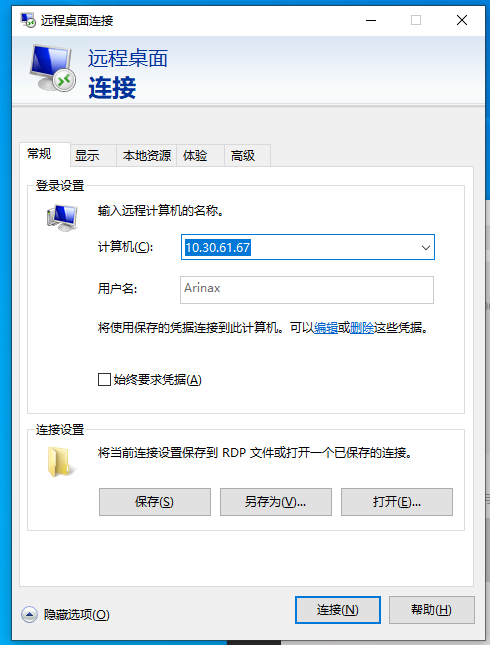 远程桌面连接
远程桌面
连接
常规 显示 本地资源 体验 高级
登录设置
输入远程计算机的名称。
计算机(C): 10.30.61.67
用户名: Arinax
将使用保存的凭据连接到此计算机。可以编辑或删除这些凭据。
始终要求凭据(A)
连接设置
将当前连接设置保存到 RDP 文件或打开一个已保存的连接。
保存(S) 另存为(V)... 打开(E)...
隐藏选项(O) 连接(N) 帮助(H)